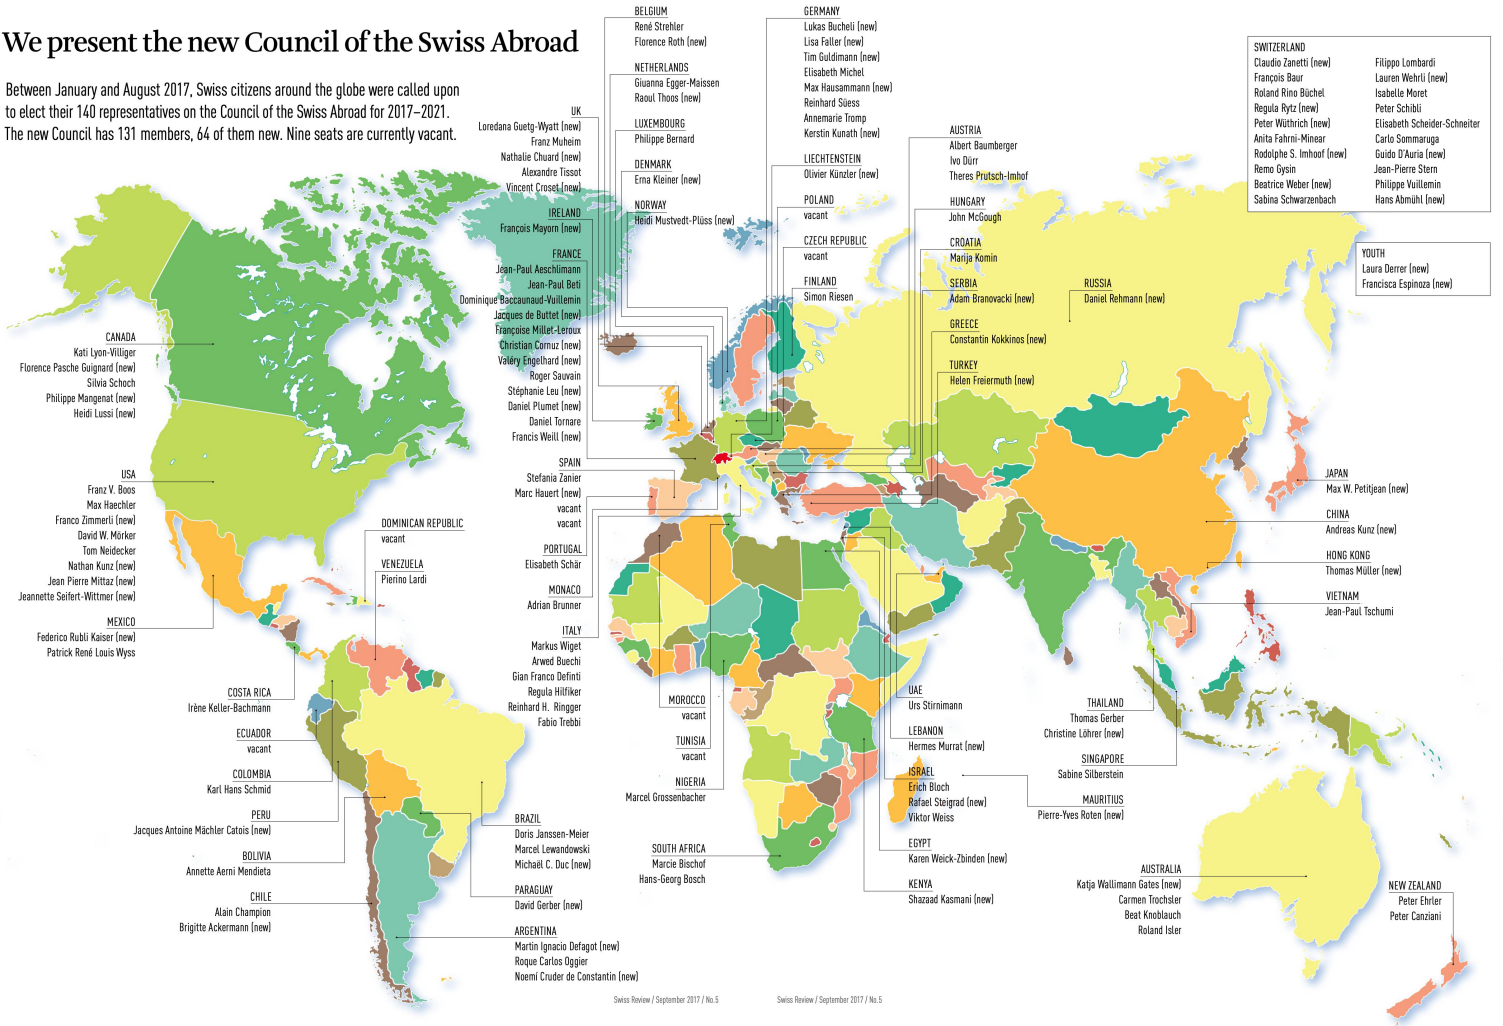 We present the new Council of the Swiss Abroad
Between January and August 2017, Swiss citizens around the globe were called upon
to elect their 140 representatives on the Council of the Swiss Abroad for 2017–2021.
The new Council has 131 members, 64 of them new. Nine seats are currently vacant.
CANADA
Kati Lyon-Villiger
Florence Pasche Guignard (new)
Silvia Schoch
Philippe Mangenat (new)
Heidi Lussi (new)
USA
Franz V. Boos
Max Haechler
Franco Zimmerli (new)
David W. Mörker
Tom Neidecker
Nathan Kunz (new)
Jean Pierre Mittaz (new)
Jeannette Seifert-Wittmer (new)
MEXICO
Federico Rubli Kaiser (new)
Patrick René Louis Wyss
COSTA RICA
Irène Keller-Bachmann
ECUADOR
vacant
COLOMBIA
Karl Hans Schmid
PERU
Jacques Antoine Mächler Catois (new)
BOLIVIA
Annette Aerni Mendieta
CHILE
Alain Champion
Brigitte Ackermann (new)
DOMINICAN REPUBLIC
vacant
VENEZUELA
Pierino Lardi
BRAZIL
Doris Janssen-Meier
Marcel Lewandowski
Michaël C. Duc (new)
PARAGUAY
David Gerber (new)
ARGENTINA
Martin Ignacio Defagot (new)
Roque Carlos Oggier
Noemí Cruder de Constantin (new)
UK
Loredana Guetg-Wyatt (new)
Franz Muheim
Nathalie Chuard (new)
Alexandre Tissot
Vincent Croset (new)
IRELAND
François Mayorn (new)
FRANCE
Jean-Paul Aeschlimann
Jean-Paul Beti
Dominique Baccaunaud-Vuillemin
Jacques de Buttet (new)
Françoise Millet-Leroux
Christian Cornuz (new)
Valéry Engelhard (new)
Roger Sauvain
Stéphanie Leu (new)
Daniel Plumet (new)
Daniel Tornare
Francis Weill (new)
SPAIN
Stefania Zanier
Marc Hauert (new)
vacant
vacant
PORTUGAL
Elisabeth Schär
MONACO
Adrian Brunner
ITALY
Markus Wiget
Arwed Buechi
Gian Franco Definti
Regula Hilfiker
Reinhard H. Ringger
Fabio Trebbi
BELGIUM
René Strehler
Florence Roth (new)
NETHERLANDS
Giuanna Egger-Maissen
Raoul Thoos (new)
LUXEMBOURG
Philippe Bernard
DENMARK
Erna Kleiner (new)
NORWAY
Heidi Mustvedt-Plüss (new)
GERMANY
Lukas Bucheli (new)
Lisa Faller (new)
Tim Guldimann (new)
Elisabeth Michel
Max Hausammann (new)
Reinhard Süess
Annemarie Tromp
Kerstin Kunath (new)
LIECHTENSTEIN
Olivier Künzler (new)
POLAND
vacant
CZECH REPUBLIC
vacant
FINLAND
Simon Riesen
AUSTRIA
Albert Baumberger
Ivo Dürr
Theres Prutsch-Imhof
HUNGARY
John McGough
CROATIA
Marija Komin
SERBIA
Adam Branovacki (new)
GREECE
Constantin Kokkinos (new)
TURKEY
Helen Freiermuth (new)
RUSSIA
Daniel Rehmann (new)
SWITZERLAND
Claudio Zanetti (new)
François Baur
Roland Rino Büchel
Regula Rytz (new)
Peter Wüthrich (new)
Anita Fahrni-Minear
Rodolphe S. Imhoof (new)
Remo Gysin
Beatrice Weber (new)
Sabina Schwarzenbach
Filippo Lombardi
Lauren Wehrli (new)
Isabelle Moret
Peter Schibli
Elisabeth Scheider-Schneiter
Carlo Sommaruga
Guido D'Auria (new)
Jean-Pierre Stern
Philippe Vuillemin
Hans Abmühl (new)
YOUTH
Laura Derrer (new)
Francisca Espinoza (new)
JAPAN
Max W. Petitjean (new)
CHINA
Andreas Kunz (new)
HONG KONG
Thomas Müller (new)
VIETNAM
Jean-Paul Tschumi
THAILAND
Thomas Gerber
Christine Löhrer (new)
SINGAPORE
Sabine Silberstein
MAURITIUS
Pierre-Yves Roten (new)
MOROCCO
vacant
TUNISIA
vacant
NIGERIA
Marcel Grossenbacher
SOUTH AFRICA
Marcie Bischof
Hans-Georg Bosch
UAE
Urs Stirnimann
LEBANON
Hermes Murrat (new)
ISRAEL
Erich Bloch
Rafael Steigrad (new)
Viktor Weiss
EGYPT
Karen Weick-Zbinden (new)
KENYA
Shazaad Kasmani (new)
AUSTRALIA
Katja Wallimann Gates (new)
Carmen Trochsler
Beat Knoblauch
Roland Isler
NEW ZEALAND
Peter Ehrler
Peter Canziani
Swiss Review / September 2017 / No.5
Swiss Review / September 2017 / No.5